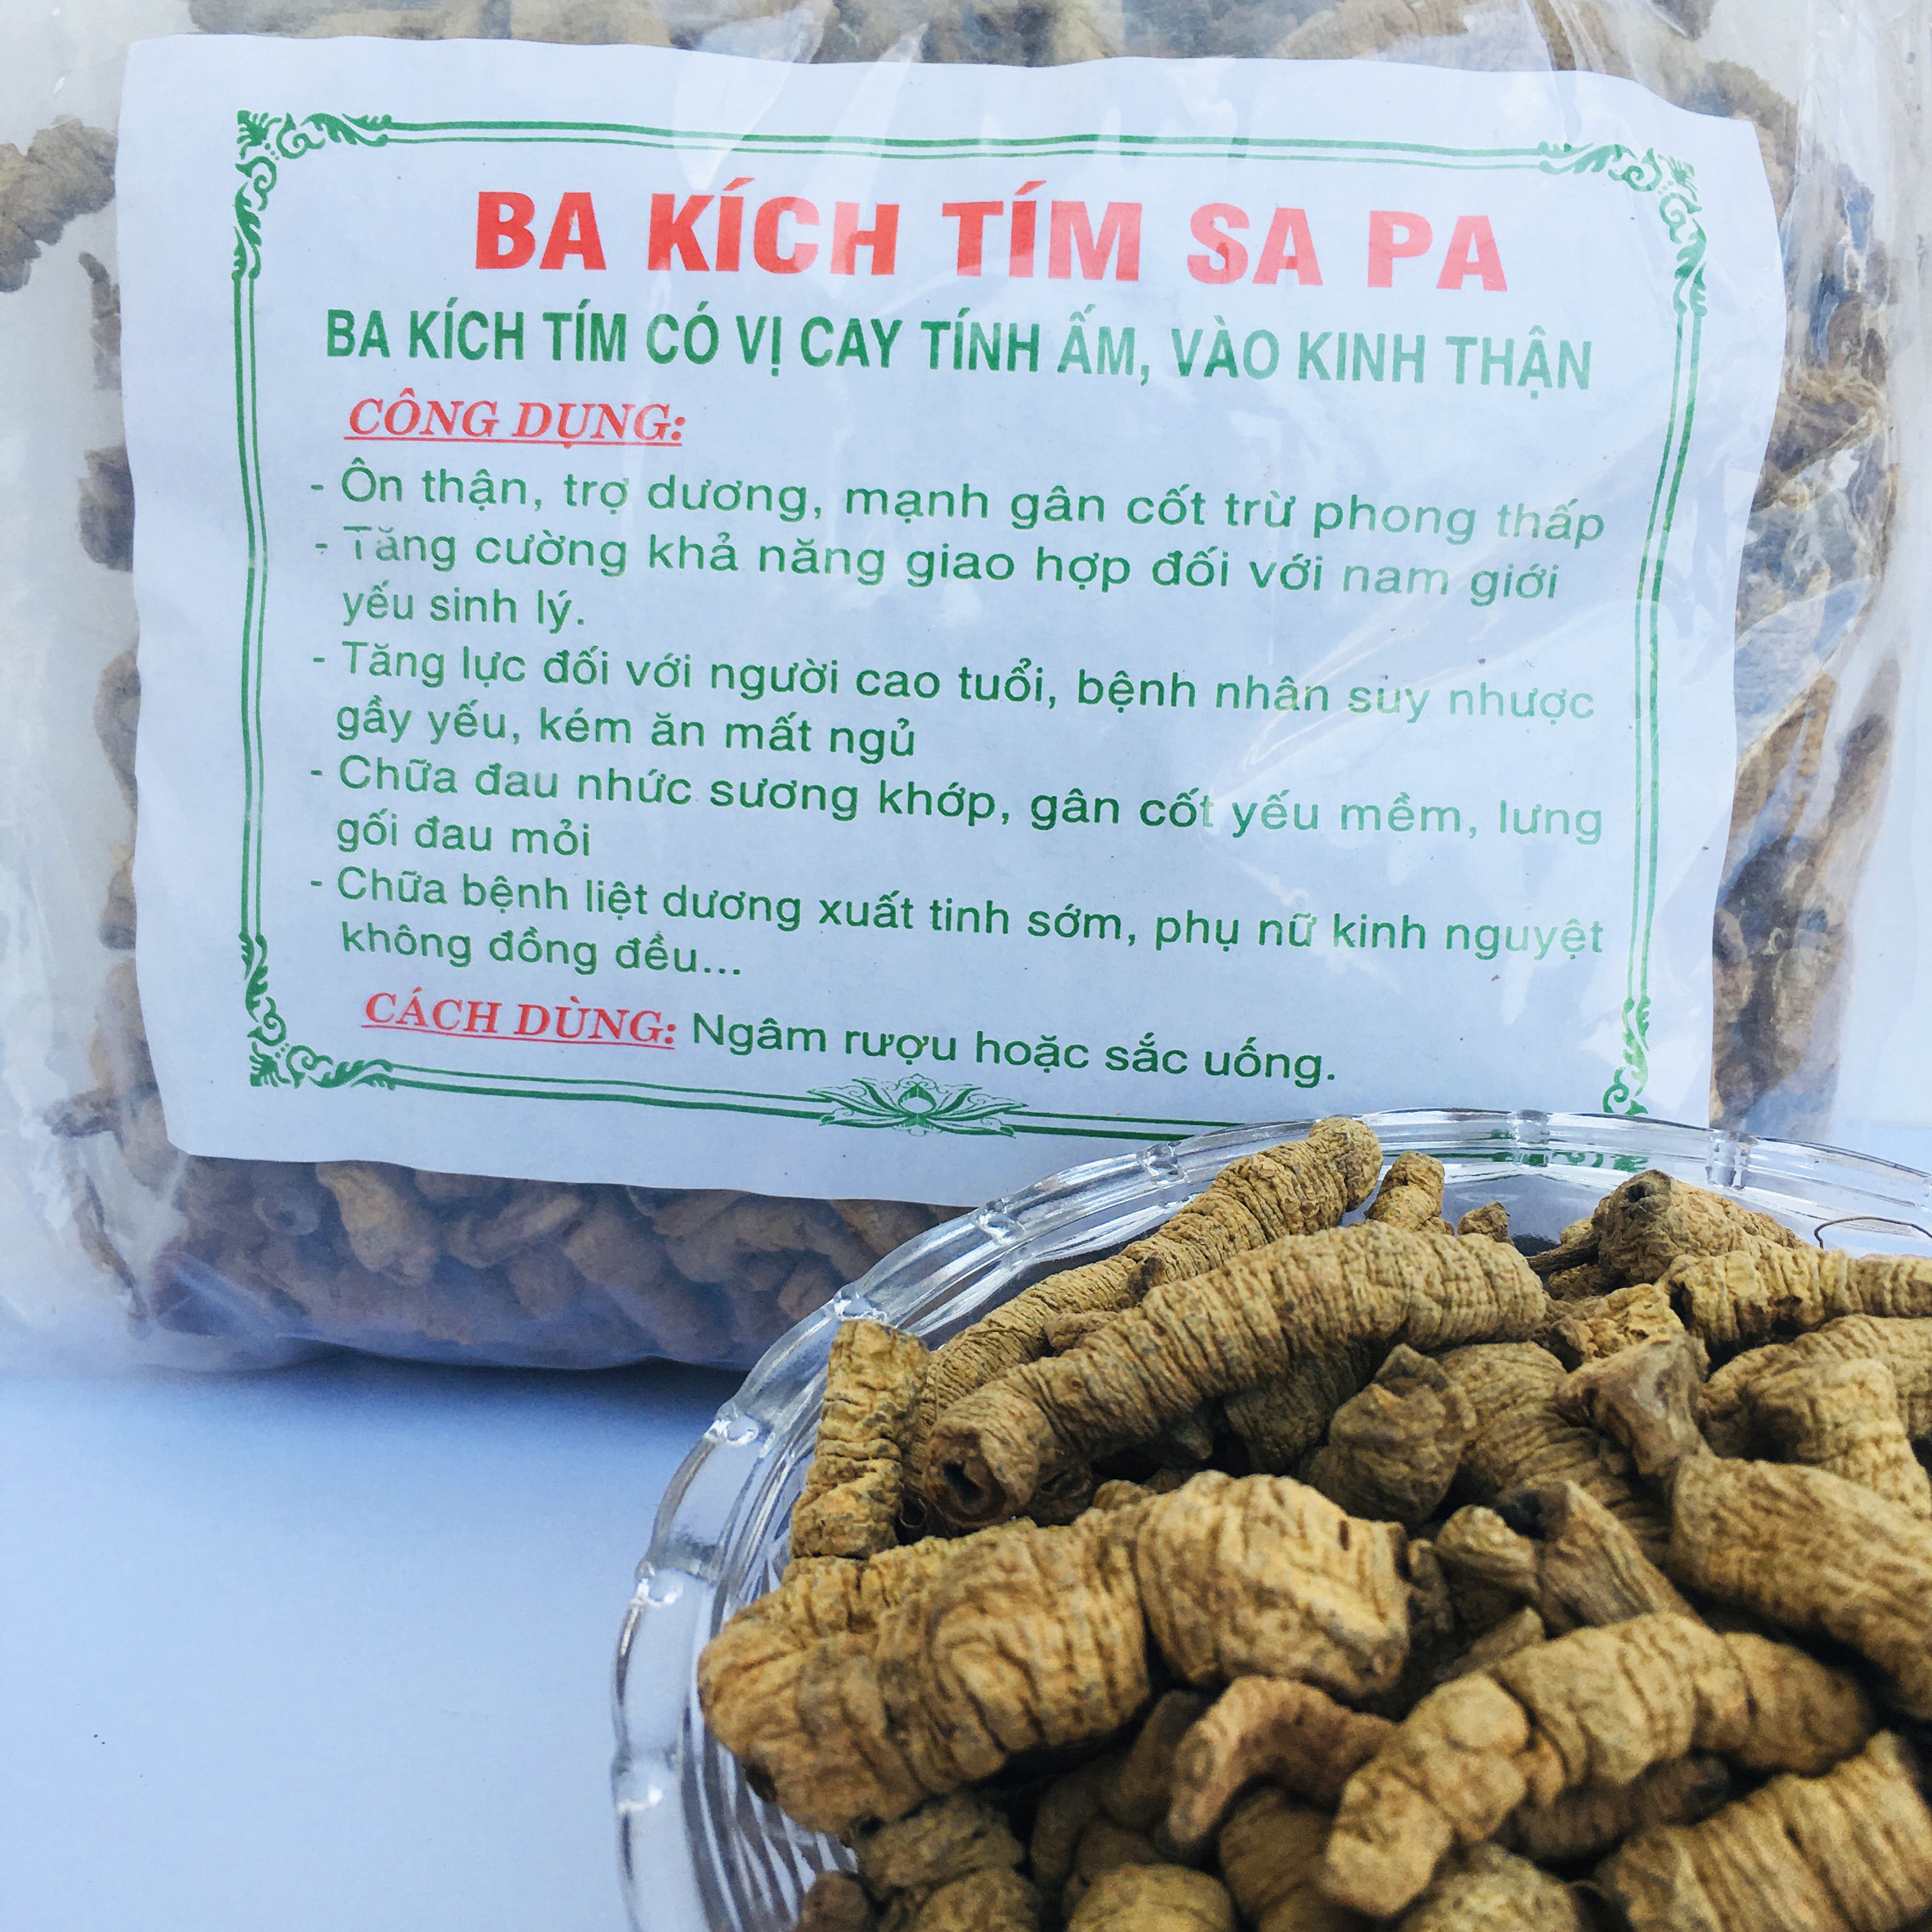 BA KÍCH TÍM SA PA
BA KÍCH TÍM CÓ VỊ CAY TÍNH ẤM, VÀO KINH THẬN
CÔNG DỤNG:
- Ôn thận, trợ dương, mạnh gân cốt trừ phong thấp
- Tăng cường khả năng giao hợp đối với nam giới
yếu sinh lý.
- Tăng lực đối với người cao tuổi, bệnh nhân suy nhược
gầy yếu, kém ăn mất ngủ
- Chữa đau nhức sương khớp, gân cốt yếu mềm, lưng
gối đau mỏi
- Chữa bệnh liệt dương xuất tinh sớm, phụ nữ kinh nguyệt
không đồng đều...
CÁCH DÙNG: Ngâm rượu hoặc sắc uống.